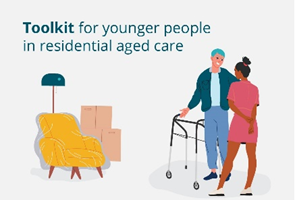 Toolkit for younger people
in residential aged care